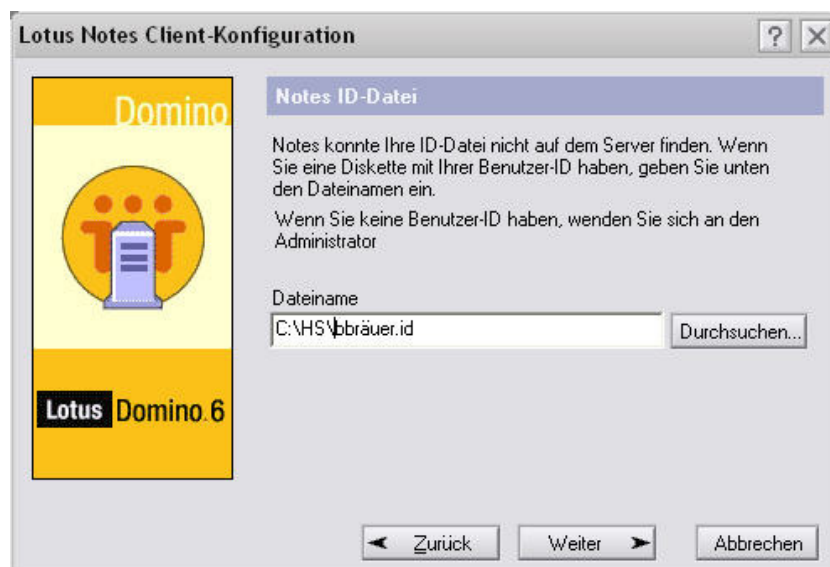 Lotus Notes Client-Konfiguration
Domino
Notes ID-Datei
Notes konnte Ihre ID-Datei nicht auf dem Server finden. Wenn
Sie eine Diskette mit Ihrer Benutzer-ID haben, geben Sie unten
den Dateinamen ein.
Wenn Sie keine Benutzer-ID haben, wenden Sie sich an den
Administrator
Dateiname
C:\HS\bbräuer.id
Durchsuchen...
Lotus Domino.6
Zurück
Weiter
Abbrechen